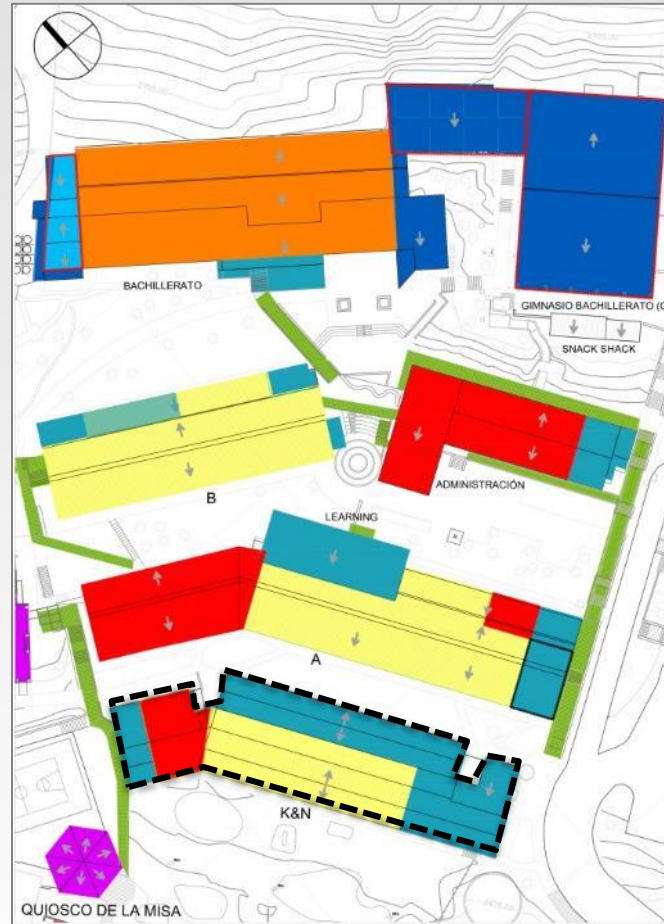 BACHILLERATO
GIMNASIO BACHILLERATO (C
SNACK SHACK
B
ADMINISTRACIÓN
LEARNING
A
K&N
QUIOSCO DE LA MISA